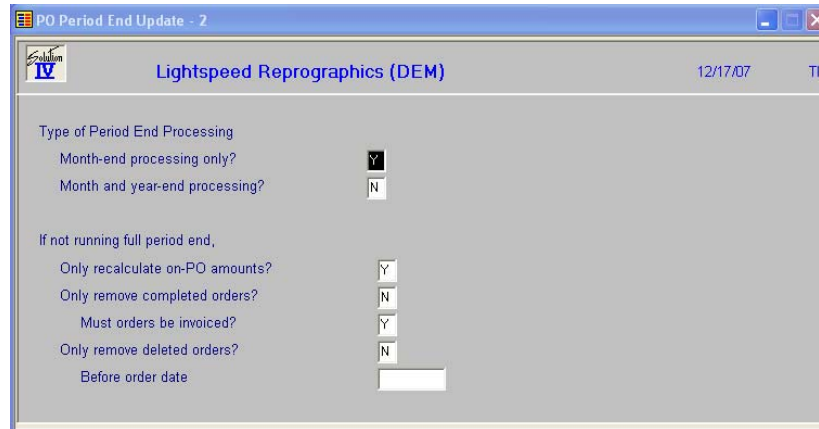 PO Period End Update - 2
Solution
IV
Lightspeed Reprographics (DEM) 12/17/07
Type of Period End Processing
Month-end processing only? Y
Month and year-end processing? N
If not running full period end,
Only recalculate on-PO amounts? Y
Only remove completed orders? N
Must orders be invoiced? Y
Only remove deleted orders? N
Before order date